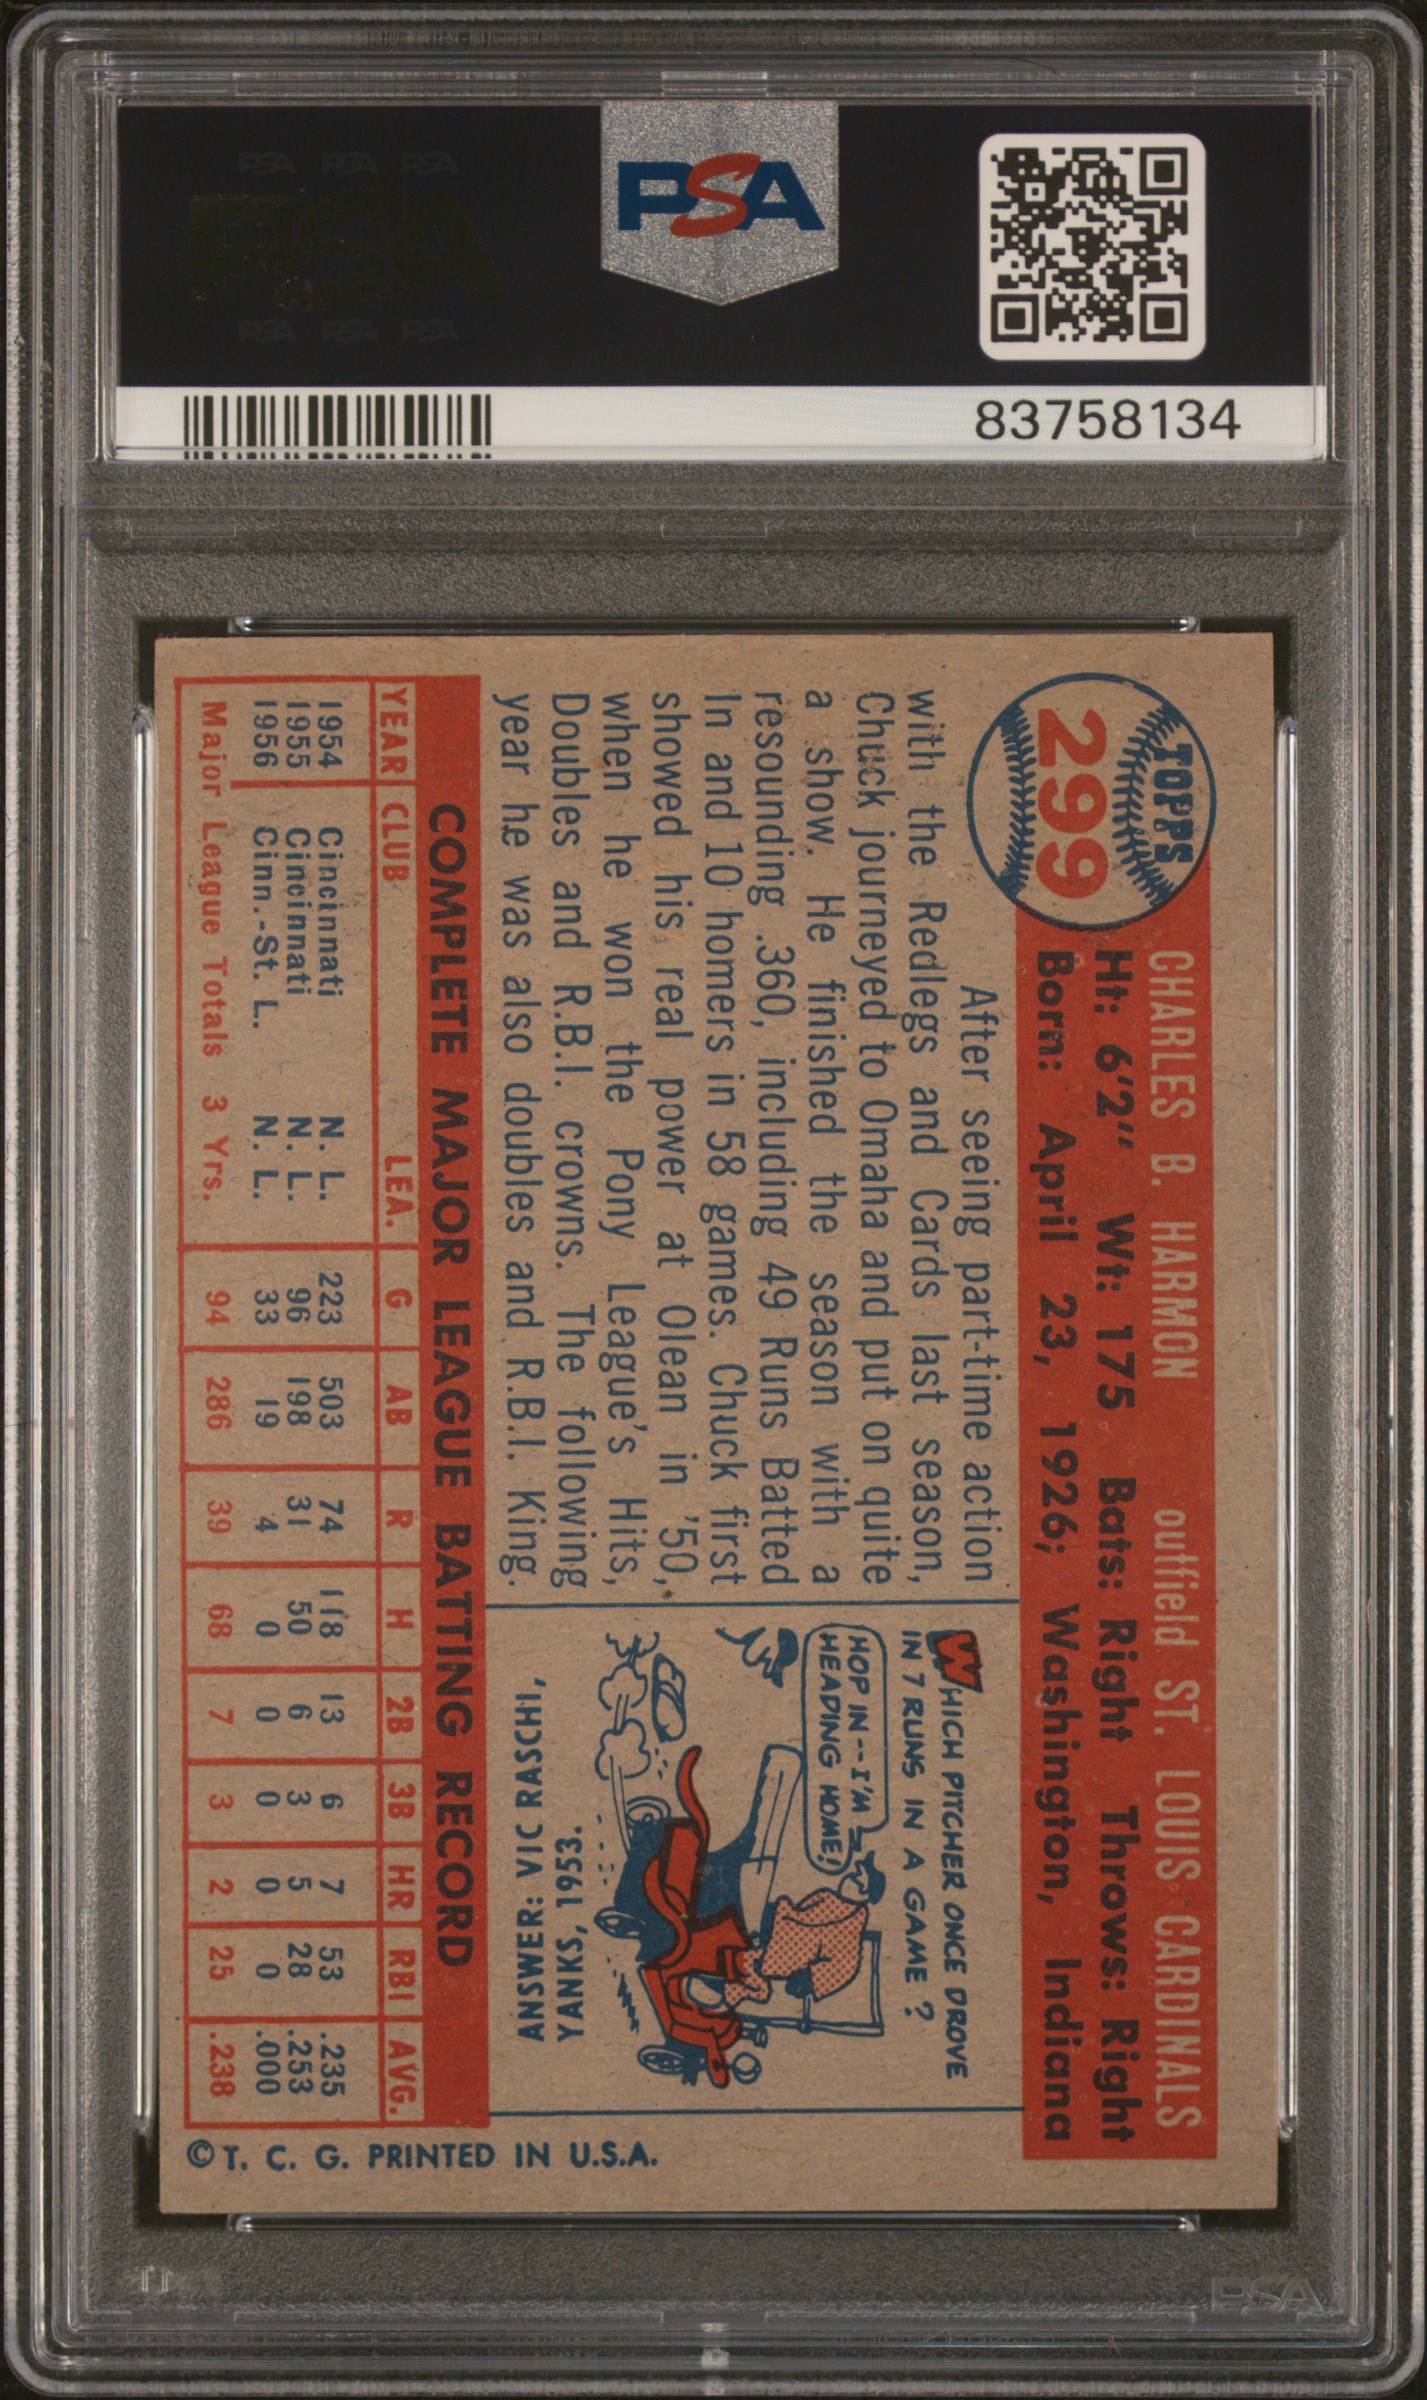 PSA PSA PSA
PSA
PSA PSA PSA
PSA
83758134
TOPPS
299
CHARLES B. HARMON outfield ST. LOUIS CARDINALS
Ht: 6'2" Wt: 175 Bats: Right Throws: Right
Born: April 23, 1926; Washington, Indiana
After seeing part-time action
with the Redlegs and Cards last season,
Chuck journeyed to Omaha and put on quite
a show. He finished the season with a
resounding .360, including 49 Runs Batted
In and 10 homers in 58 games. Chuck first
showed his real power at Olean in '50,
when he won the Pony League's Hits,
Doubles and R.B.I. crowns. The following
year he was also doubles and R.B.I. King.
WHICH PITCHER ONCE DROVE
IN 7 RUNS IN A GAME?
HOP IN--I'M
HEADING HOME!
ANSWER: VIC RASCHI,
YANKS, 1953.
COMPLETE MAJOR LEAGUE BATTING RECORD
YEAR CLUB LEA. G AB R H 2B 3B HR RBI AVG.
1954 Cincinnati N. L. 223 503 74 118 13 6 7 53 .235
1955 Cincinnati N. L. 96 198 31 50 6 3 5 28 .253
1956 Cinn.-St. L. N. L. 33 19 4 0 0 0 0 0 .000
Major League Totals 3 Yrs. 94 286 39 68 7 3 2 25 .238
©T. C. G. PRINTED IN U.S.A.
PSA